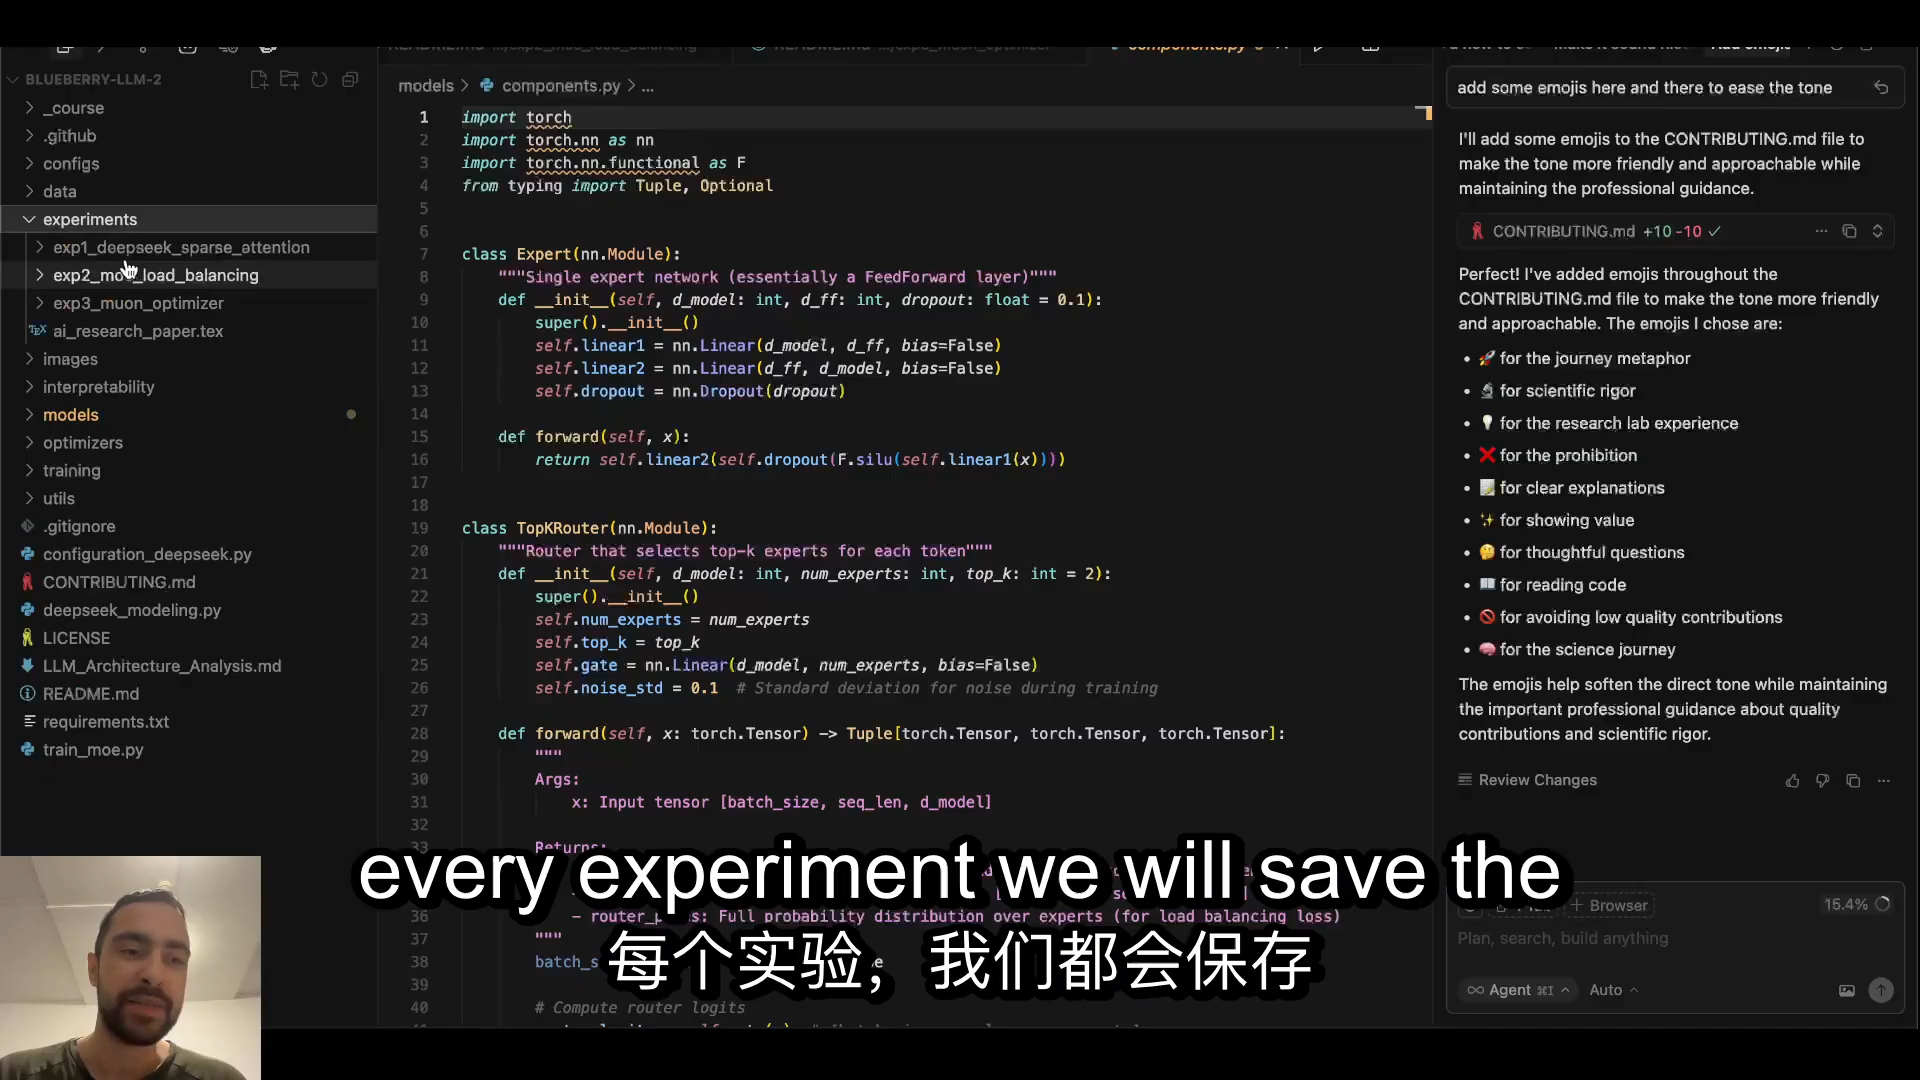 BLUEBERRY-LLM-2
_course
.github
configs
data
experiments
exp1_deepseek_sparse_attention
exp2_moe_load_balancing
exp3_muon_optimizer
ai_research_paper.tex
images
interpretability
models
optimizers
training
utils
.gitignore
configuration_deepseek.py
CONTRIBUTING.md
deepseek_modeling.py
LICENSE
LLM_Architecture_Analysis.md
README.md
requirements.txt
train_moe.py
components.py
models > components.py > ...
1 import torch
2 import torch.nn as nn
3 import torch.nn.functional as F
4 from typing import Tuple, Optional
5
6
7 class Expert(nn.Module):
8 """Single expert network (essentially a FeedForward layer)"""
9 def __init__(self, d_model: int, d_ff: int, dropout: float = 0.1):
10 super().__init__()
11 self.linear1 = nn.Linear(d_model, d_ff, bias=False)
12 self.linear2 = nn.Linear(d_ff, d_model, bias=False)
13 self.dropout = nn.Dropout(dropout)
14
15 def forward(self, x):
16 return self.linear2(self.dropout(F.silu(self.linear1(x))))
17
18
19 class TopKRouter(nn.Module):
20 """Router that selects top-k experts for each token"""
21 def __init__(self, d_model: int, num_experts: int, top_k: int = 2):
22 super().__init__()
23 self.num_experts = num_experts
24 self.top_k = top_k
25 self.gate = nn.Linear(d_model, num_experts, bias=False)
26 self.noise_std = 0.1 # Standard deviation for noise during training
27
28 def forward(self, x: torch.Tensor) -> Tuple[torch.Tensor, torch.Tensor, torch.Tensor]:
29 """
30 Args:
31 x: Input tensor [batch_size, seq_len, d_model]
32
33 Returns:
36 Full probability distribution over experts (for load balancing loss)
37 """
38 batch_s
39
40 # Compute router logits
every experiment we will save the
每个实验，我们都会保存
add some emojis here and there to ease the tone
I'll add some emojis to the CONTRIBUTING.md file to
make the tone more friendly and approachable while
maintaining the professional guidance.
CONTRIBUTING.md +10 -10 ✓
Perfect! I've added emojis throughout the
CONTRIBUTING.md file to make the tone more friendly
and approachable. The emojis I chose are:
• 🚀 for the journey metaphor
• 🔬 for scientific rigor
• 💡 for the research lab experience
• ❌ for the prohibition
• 📝 for clear explanations
• ✨ for showing value
• 🤔 for thoughtful questions
• 📖 for reading code
• 🚫 for avoiding low quality contributions
• 🧠 for the science journey
The emojis help soften the direct tone while maintaining
the important professional guidance about quality
contributions and scientific rigor.
Review Changes
Browser
15.4%
Plan, search, build anything
Agent ⌘I
Auto